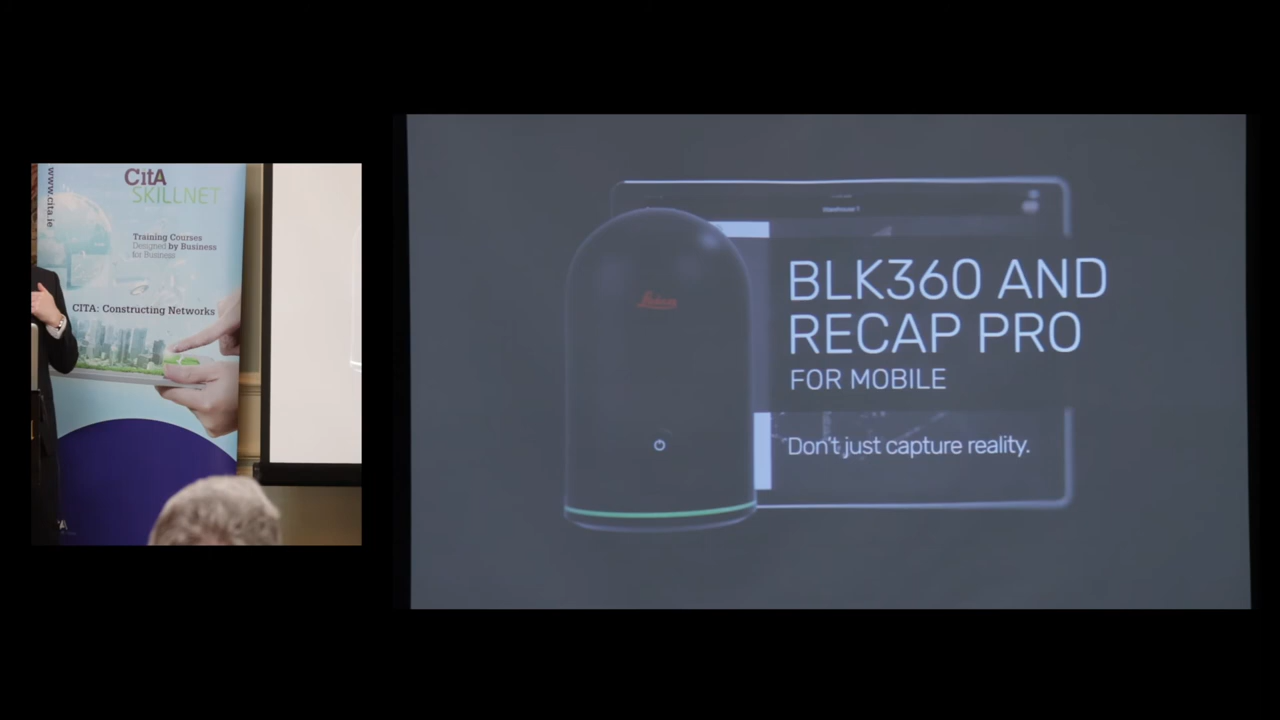 www.cita.ie
CitA
SKILLNET
Training Courses
Designed by Business
for Business
CITA: Constructing Networks
Leica
BLK360 AND
RECAP PRO
FOR MOBILE
Don't just capture reality.